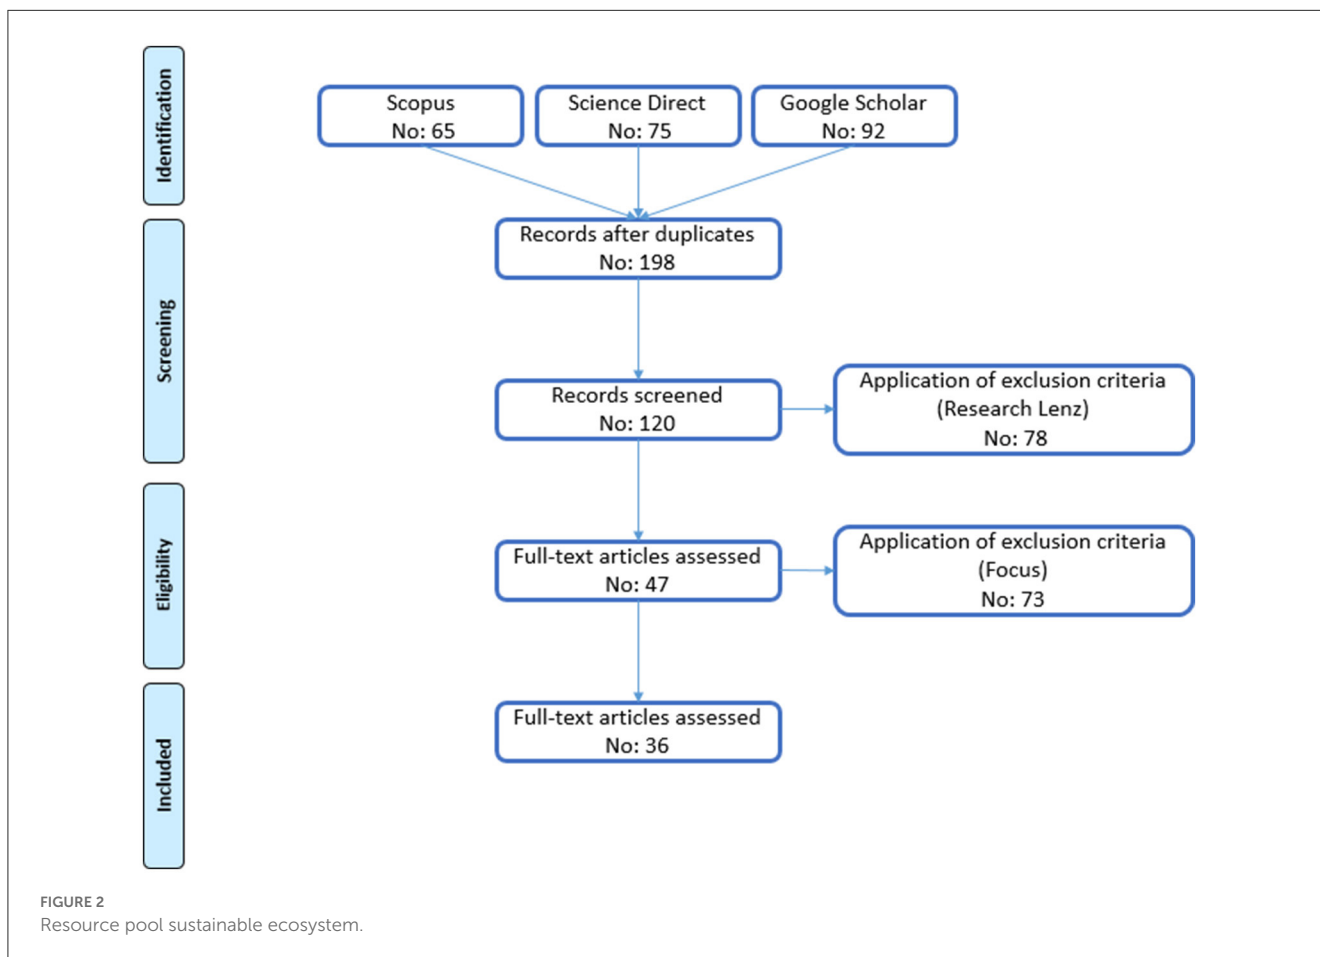 Identification
Scopus
No: 65
Science Direct
No: 75
Google Scholar
No: 92
Screening
Records after duplicates
No: 198
Records screened
No: 120
Application of exclusion criteria
(Research Lenz)
No: 78
Eligibility
Full-text articles assessed
No: 47
Application of exclusion criteria
(Focus)
No: 73
Included
Full-text articles assessed
No: 36
FIGURE 2
Resource pool sustainable ecosystem.